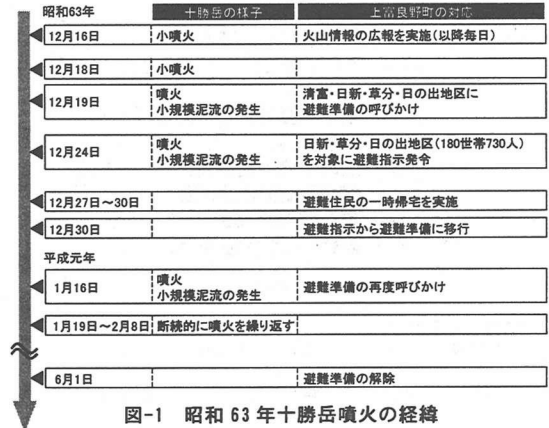 昭和63年 十勝岳の様子 上富良野町の対応
12月16日 小噴火 火山情報の広報を実施(以降毎日)
12月18日 小噴火
12月19日 噴火 清富・日新・草分・日の出地区に
小規模泥流の発生 避難準備の呼びかけ
12月24日 噴火 日新・草分・日の出地区(180世帯730人)
小規模泥流の発生 を対象に避難指示発令
12月27日～30日 避難住民の一時帰宅を実施
12月30日 避難指示から避難準備に移行
平成元年
1月16日 噴火 避難準備の再度呼びかけ
小規模泥流の発生
1月19日～2月8日 断続的に噴火を繰り返す
6月1日 避難準備の解除
図-1 昭和63年十勝岳噴火の経緯